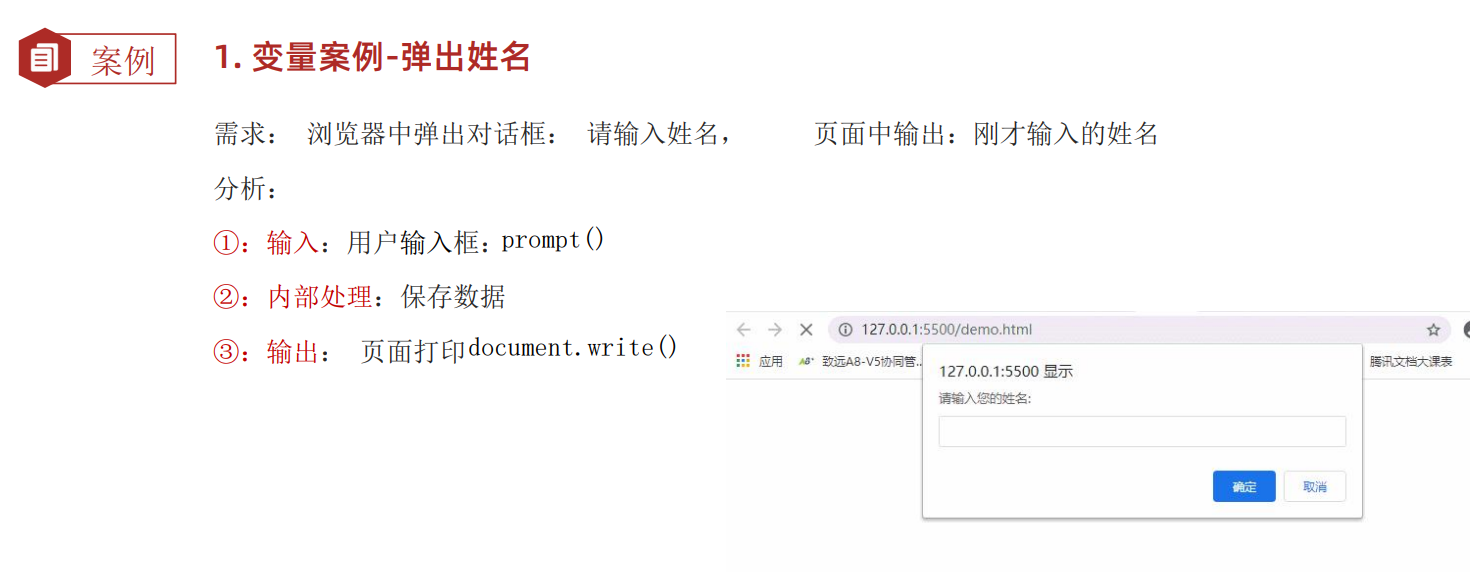 案例
1. 变量案例-弹出姓名
需求： 浏览器中弹出对话框： 请输入姓名， 页面中输出：刚才输入的姓名
分析：
①：输入：用户输入框：prompt()
②：内部处理：保存数据
③：输出： 页面打印document.write()
127.0.0.1:5500/demo.html
应用
A8⁺ 致远A8-V5协同管...
腾讯文档大课表
127.0.0.1:5500 显示
请输入您的姓名:
确定
取消